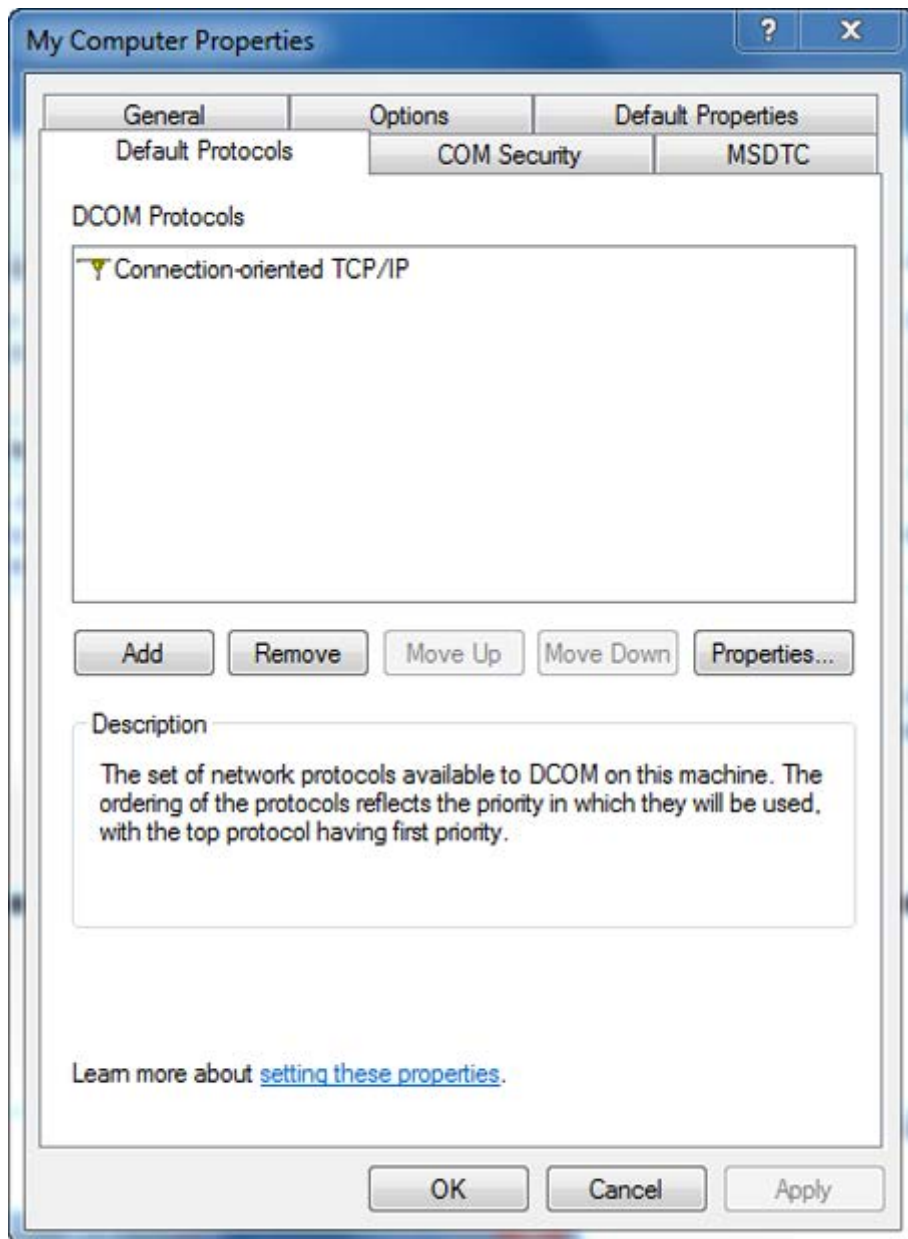 My Computer Properties
?
X
General
Options
Default Properties
Default Protocols
COM Security
MSDTC
DCOM Protocols
Connection-oriented TCP/IP
Add
Remove
Move Up
Move Down
Properties...
Description
The set of network protocols available to DCOM on this machine. The
ordering of the protocols reflects the priority in which they will be used,
with the top protocol having first priority.
Learn more about setting these properties.
OK
Cancel
Apply